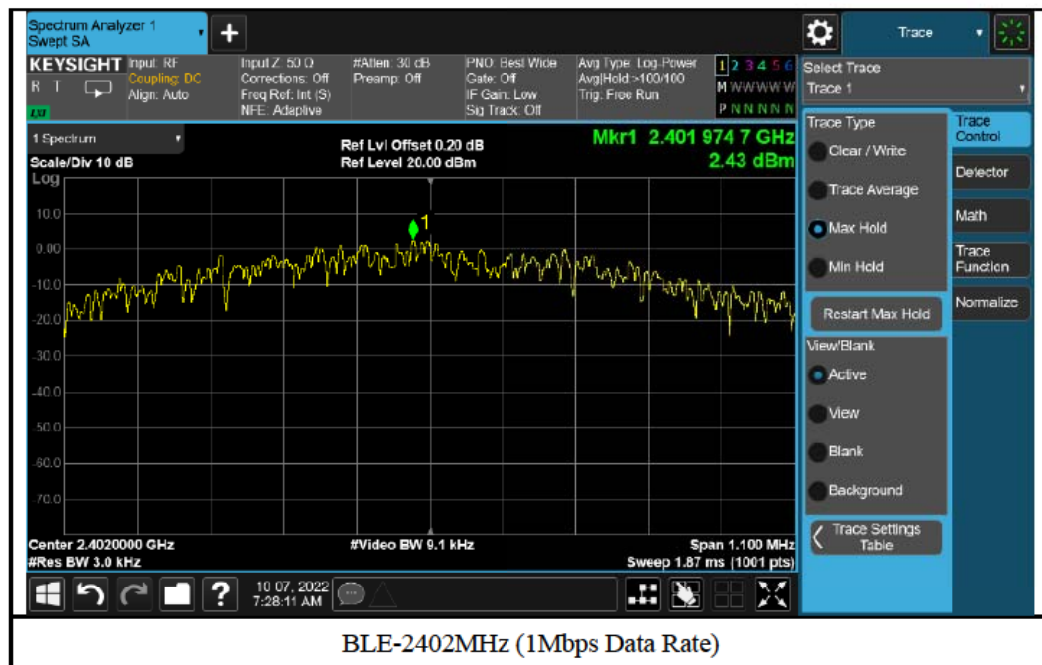 Spectrum Analyzer 1
Swept SA
+
Trace
KEYSIGHT
R T
LXI
Input: RF
Coupling: DC
Align: Auto
Input Z: 50 Ω
Corrections: Off
Freq Ref: Int (S)
NFE: Adaptive
#Atten: 30 dB
Preamp: Off
PNO: Best Wide
Gate: Off
IF Gain: Low
Sig Track: Off
Avg Type: Log-Power
Avg|Hold:>100/100
Trig: Free Run
1 2 3 4 5 6
M W W W W W
P N N N N N
Select Trace
Trace 1
1 Spectrum
Scale/Div 10 dB
Log
Ref Lvl Offset 0.20 dB
Ref Level 20.00 dBm
Mkr1 2.401 974 7 GHz
2.43 dBm
1
10.0
0.00
-10.0
-20.0
-30.0
-40.0
-50.0
-60.0
-70.0
Center 2.4020000 GHz
#Res BW 3.0 kHz
#Video BW 9.1 kHz
Span 1.100 MHz
Sweep 1.87 ms (1001 pts)
Trace Type
Clear / Write
Trace Average
Max Hold
Min Hold
Restart Max Hold
View/Blank
Active
View
Blank
Background
Trace Settings
Table
Trace
Control
Detector
Math
Trace
Function
Normalize
?
10 07, 2022
7:28:11 AM
BLE-2402MHz (1Mbps Data Rate)